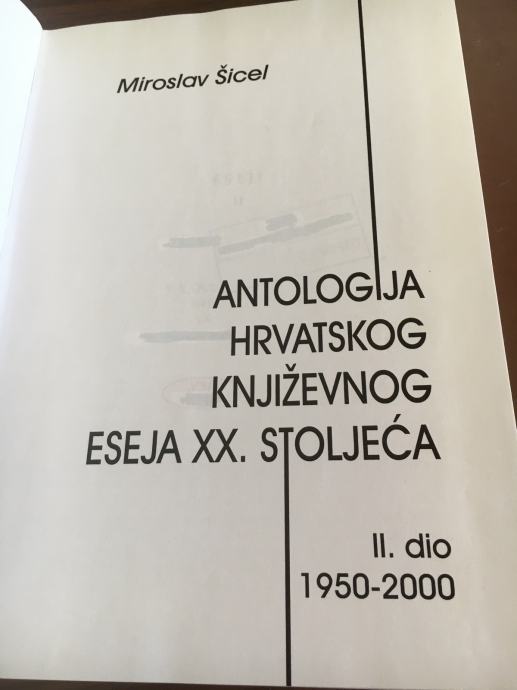 Miroslav Šicel
ANTOLOGIJA
HRVATSKOG
KNJIŽEVNOG
ESEJA XX. STOLJEĆA
II. dio
1950-2000